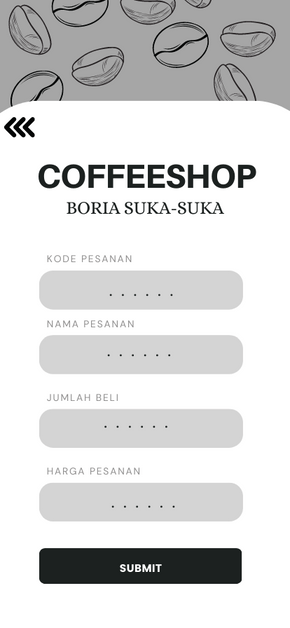 COFFEESHOP
BORIA SUKA-SUKA
KODE PESANAN
. . . . . .
NAMA PESANAN
. . . . . .
JUMLAH BELI
. . . . . .
HARGA PESANAN
. . . . . .
SUBMIT